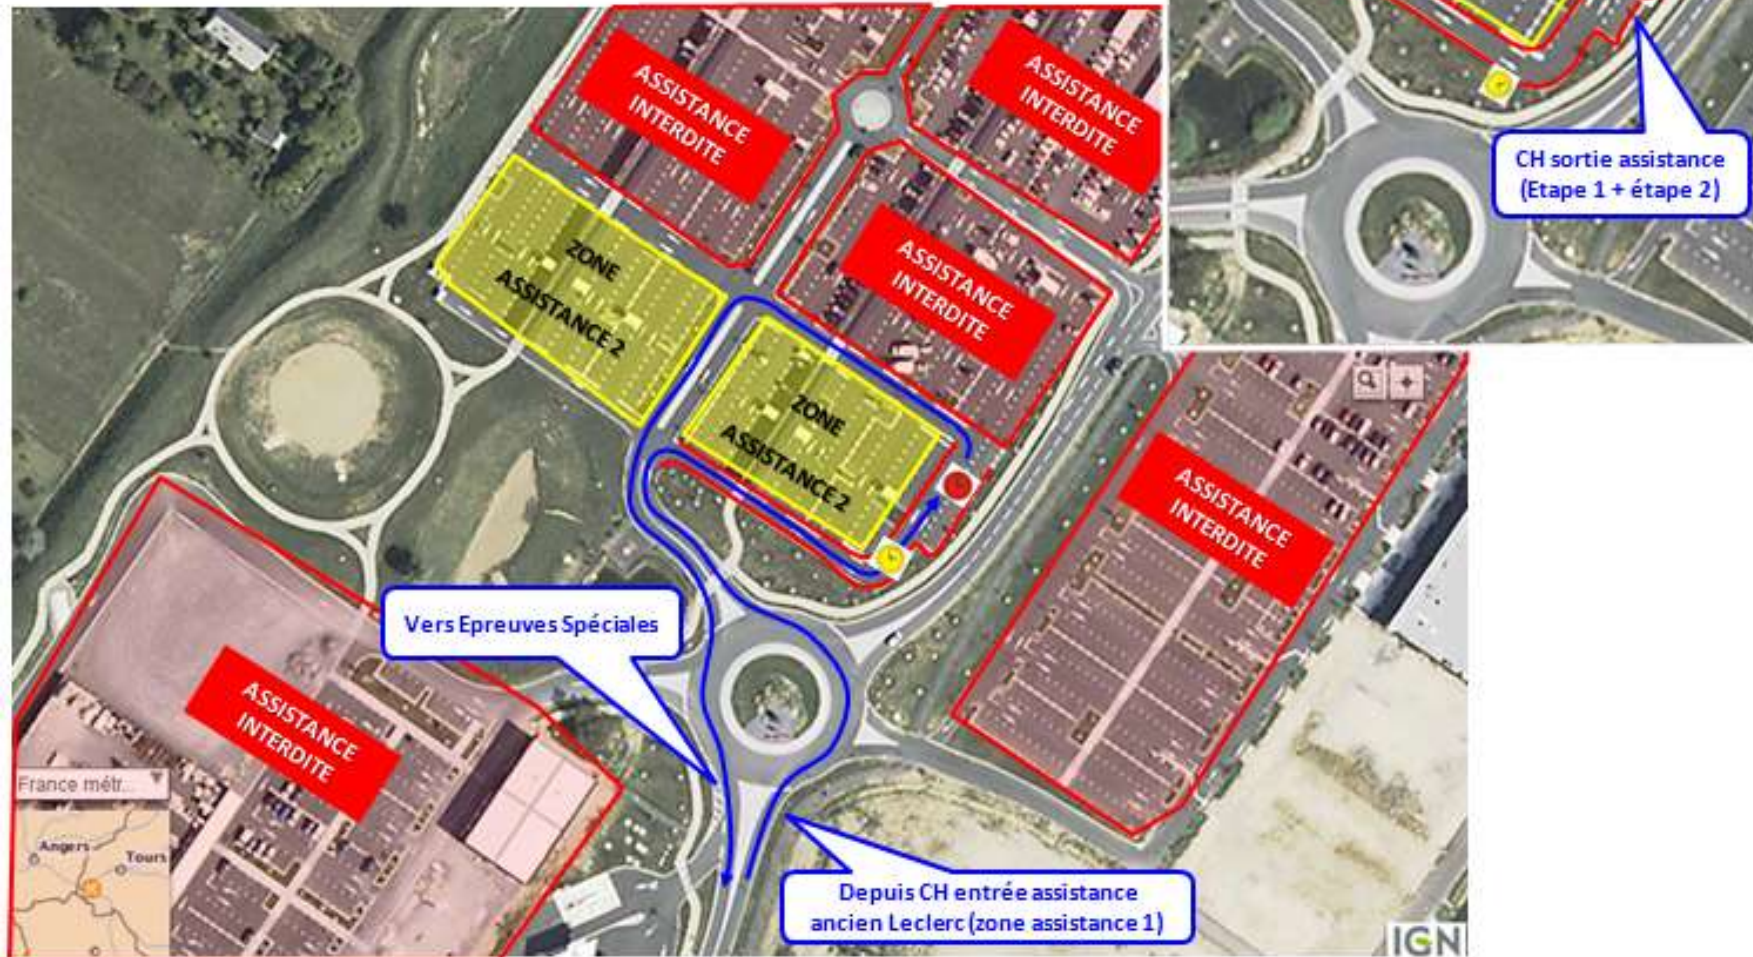 ASSISTANCE
INTERDITE
ASSISTANCE
INTERDITE
CH sortie assistance
(Etape 1 + étape 2)
ZONE
ASSISTANCE 2
ASSISTANCE
INTERDITE
ZONE
ASSISTANCE 2
ASSISTANCE
INTERDITE
Vers Epreuves Spéciales
ASSISTANCE
INTERDITE
France métr...
Angers
Tours
Depuis CH entrée assistance
ancien Leclerc (zone assistance 1)
IGN